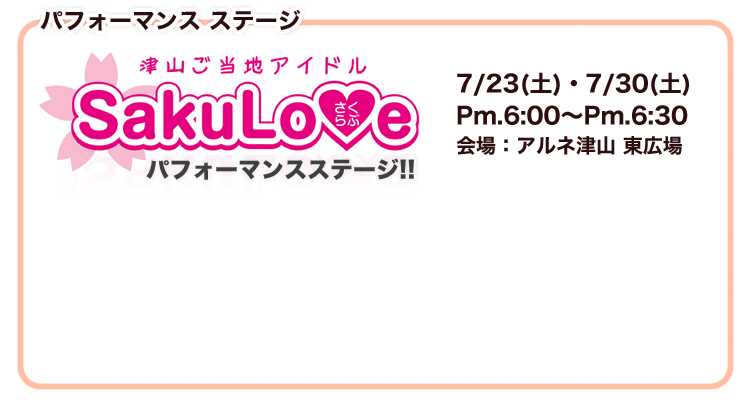 パフォーマンス ステージ
津山ご当地アイドル
SakuLove
さく
らぶ
パフォーマンスステージ!!
7/23(土)・7/30(土)
Pm.6:00〜Pm.6:30
会場：アルネ津山 東広場